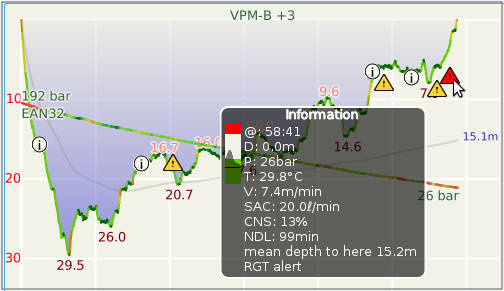 VPM-B +3
192 bar
EAN32
10
20
30
29.5
26.0
16.7
20.7
16.0
9.6
14.6
7.
15.1m
26 bar
Information
@: 58:41
D: 0.0m
P: 26bar
T: 29.8°C
V: 7.4m/min
SAC: 20.0ℓ/min
CNS: 13%
NDL: 99min
mean depth to here 15.2m
RGT alert